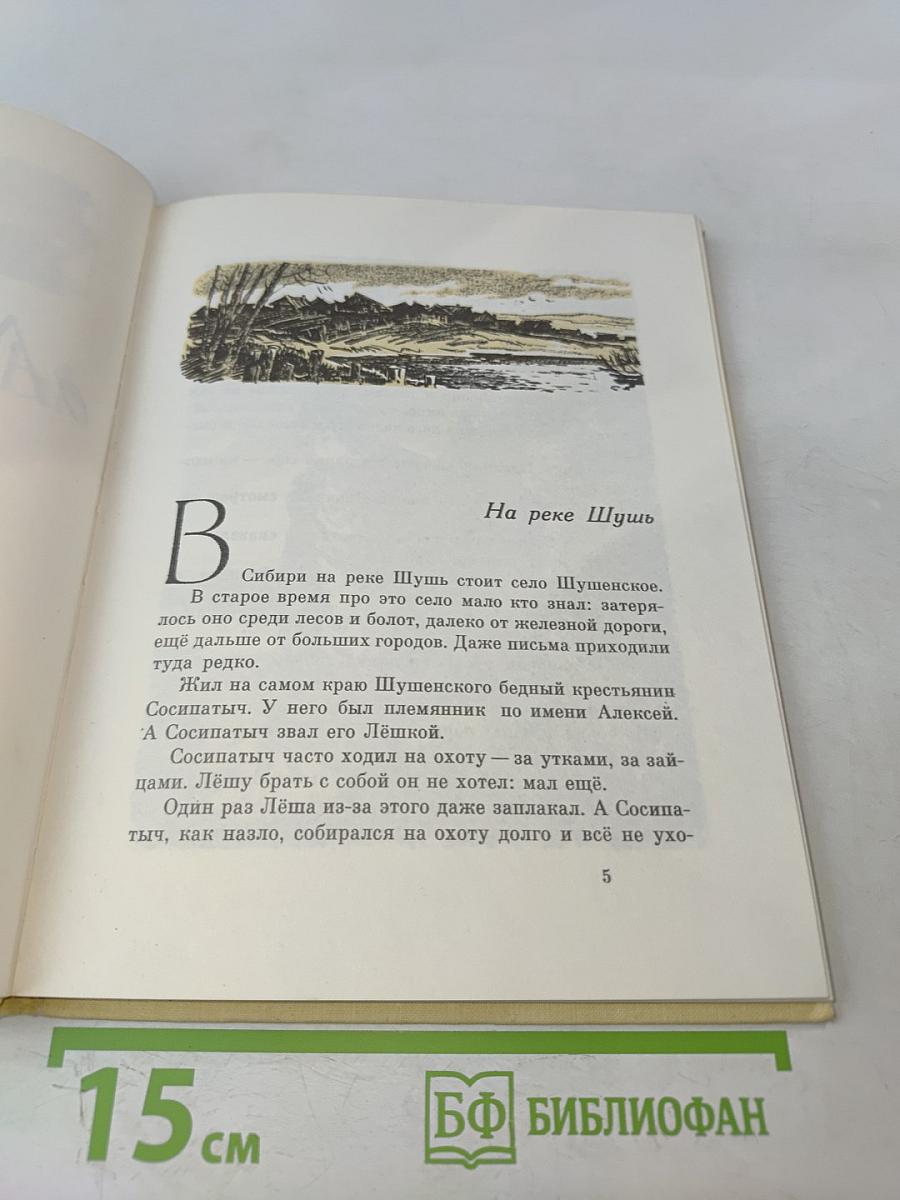 На реке Шушь
В Сибири на реке Шушь стоит село Шушенское.
В старое время про это село мало кто знал: затеря-
лось оно среди лесов и болот, далеко от железной дороги,
ещё дальше от больших городов. Даже письма приходили
туда редко.
Жил на самом краю Шушенского бедный крестьянин
Сосипатыч. У него был племянник по имени Алексей.
А Сосипатыч звал его Лёшкой.
Сосипатыч часто ходил на охоту — за утками, за зай-
цами. Лёшу брать с собой он не хотел: мал ещё.
Один раз Лёша из-за этого даже заплакал. А Сосипа-
тыч, как назло, собирался на охоту долго и всё не ухо-
5
15 см
БФ БИБЛИОФАН